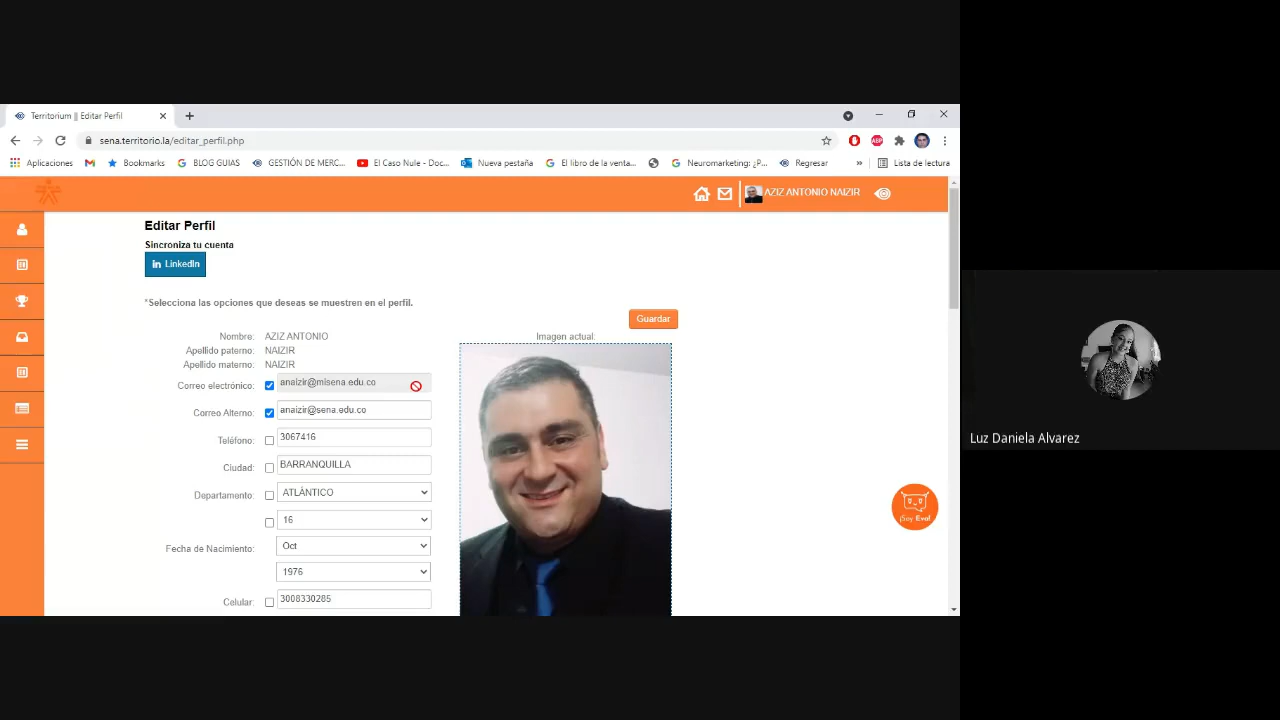 Territorium || Editar Perfil
sena.territorio.la/editar_perfil.php
Aplicaciones
Bookmarks
BLOG GUIAS
GESTIÓN DE MERC...
El Caso Nule - Doc...
Nueva pestaña
El libro de la venta...
Neuromarketing: ¿P...
Regresar
»
Lista de lectura
AZIZ ANTONIO NAIZIR
Editar Perfil
Sincroniza tu cuenta
in LinkedIn
*Selecciona las opciones que deseas se muestren en el perfil.
Guardar
Nombre: AZIZ ANTONIO
Imagen actual:
Apellido paterno: NAIZIR
Apellido materno: NAIZIR
Correo electrónico: anaizir@misena.edu.co
Correo Alterno: anaizir@sena.edu.co
Teléfono: 3067416
Ciudad: BARRANQUILLA
Departamento: ATLÁNTICO
16
Fecha de Nacimiento: Oct
1976
Celular: 3008330285
¡Soy Eva!
Luz Daniela Alvarez
ABP